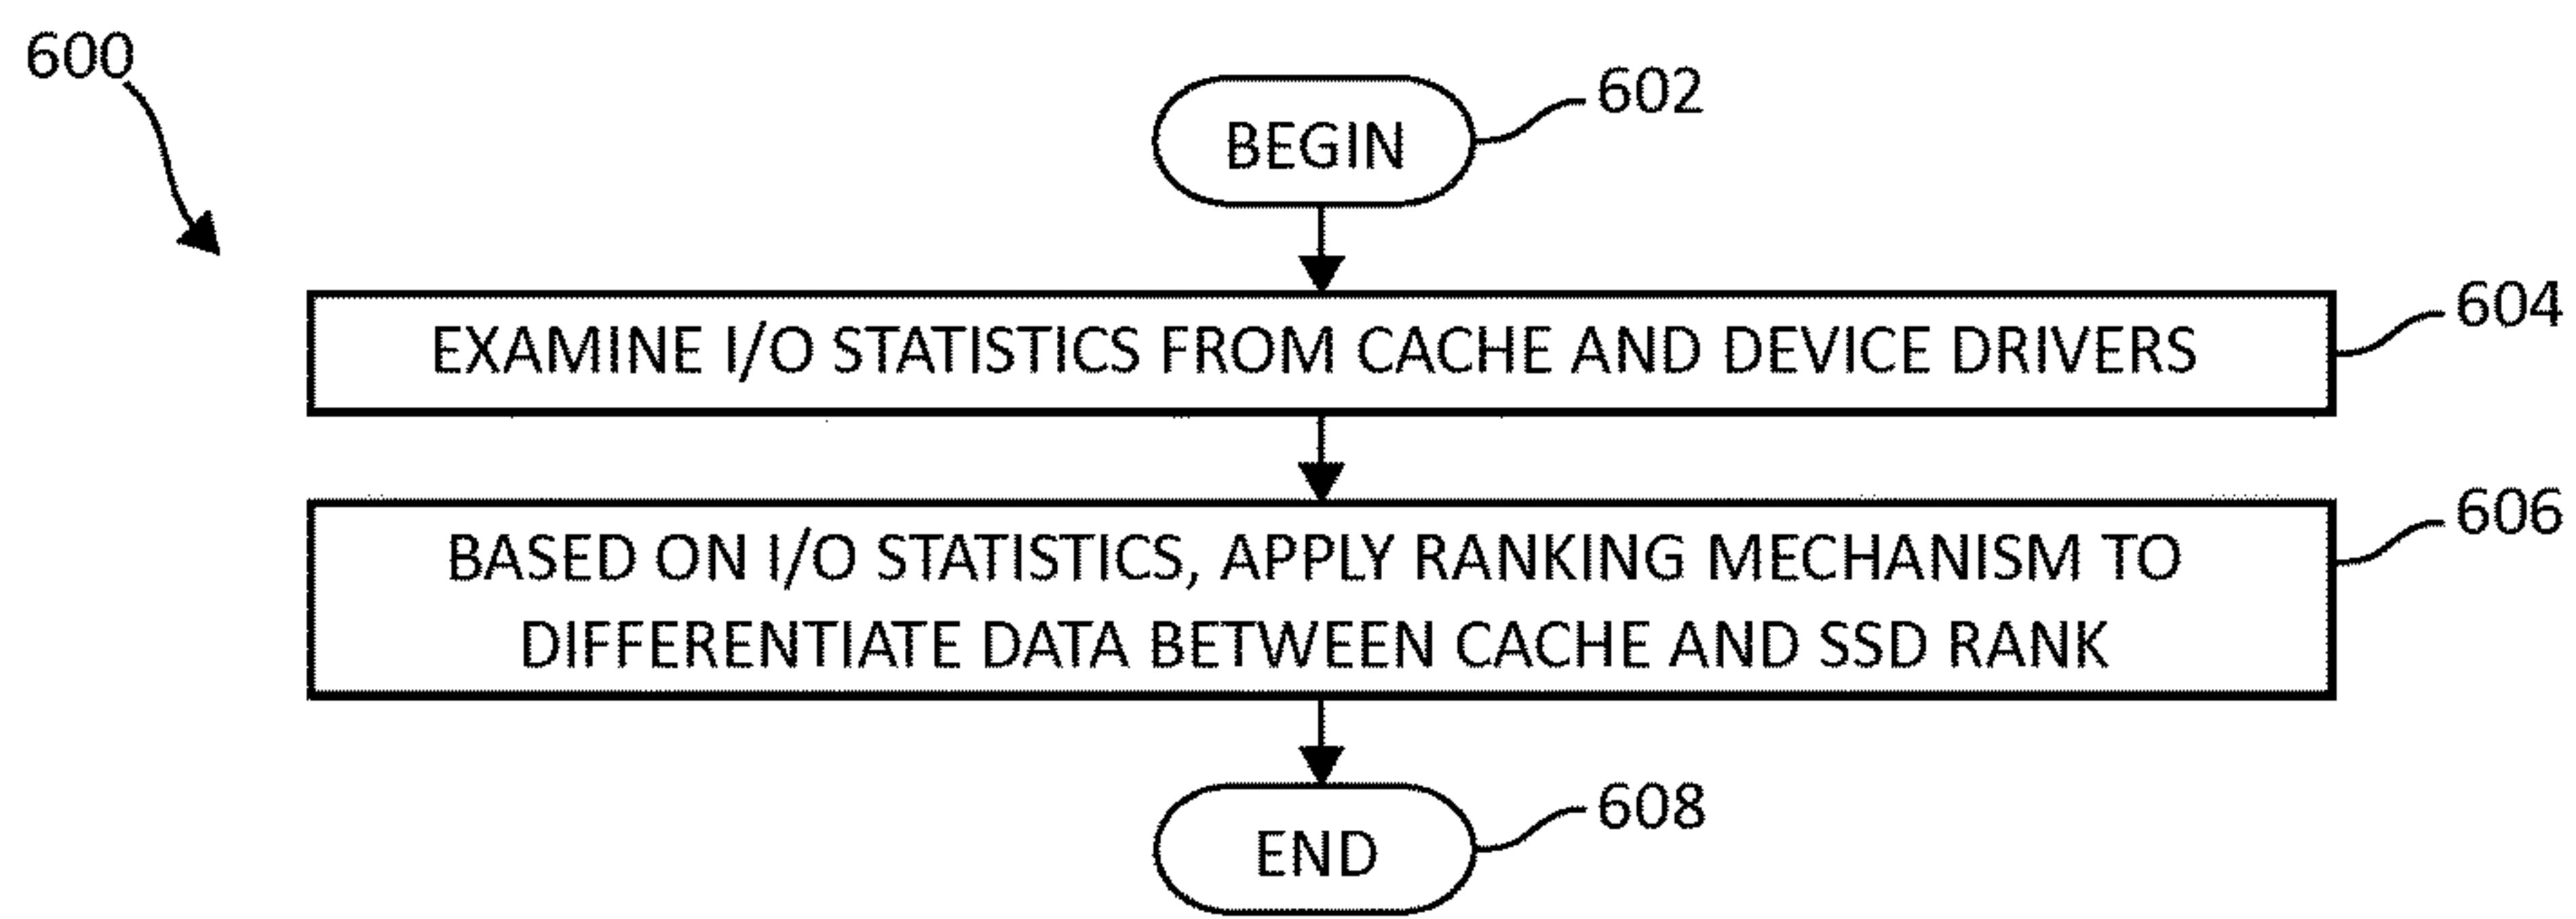 600
BEGIN
602
EXAMINE I/O STATISTICS FROM CACHE AND DEVICE DRIVERS
604
BASED ON I/O STATISTICS, APPLY RANKING MECHANISM TO
DIFFERENTIATE DATA BETWEEN CACHE AND SSD RANK
606
END
608